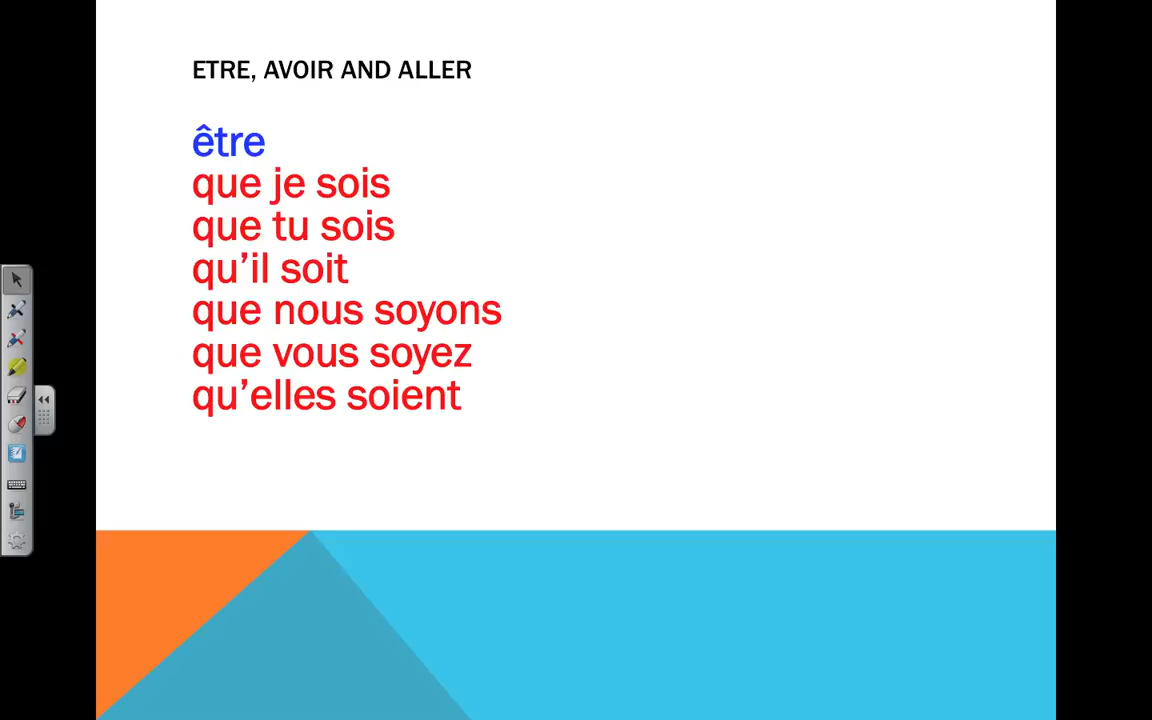 ETRE, AVOIR AND ALLER
être
que je sois
que tu sois
qu’il soit
que nous soyons
que vous soyez
qu’elles soient